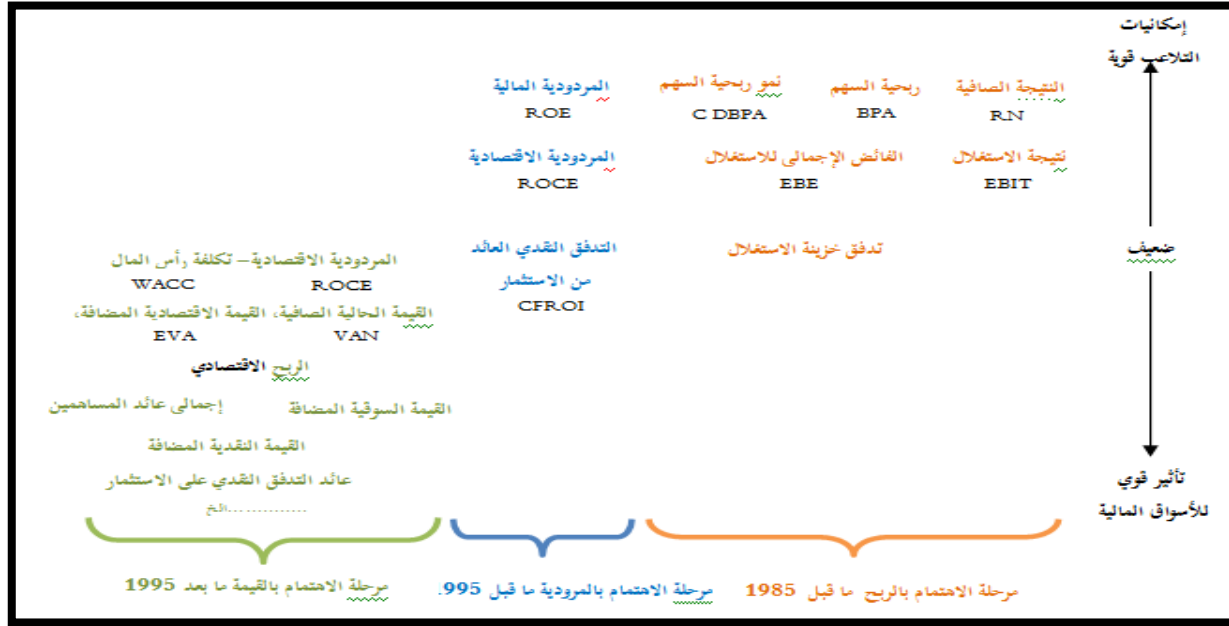 إمكانيات
التلاعب قوية
النتيجة الصافية ربحية السهم نمو ربحية السهم المردودية المالية
RN BPA C DBPA ROE
نتيجة الاستغلال الفائض الإجمالي للاستغلال المردودية الاقتصادية
EBIT EBE ROCE
ضعيف تدفق خزينة الاستغلال التدفق النقدي العائد
من الاستثمار
CFROI
المردودية الاقتصادية– تكلفة رأس المال
ROCE WACC
القيمة الحالية الصافية، القيمة الاقتصادية المضافة،
VAN EVA
الربح الاقتصادي
القيمة السوقية المضافة إجمالي عائد المساهمين
القيمة النقدية المضافة
عائد التدفق النقدي على الاستثمار
.............الخ
تأثير قوي
للأسواق المالية
مرحلة الاهتمام بالربح ما قبل 1985 مرحلة الاهتمام بالمرودية ما قبل 995. مرحلة الاهتمام بالقيمة ما بعد 1995